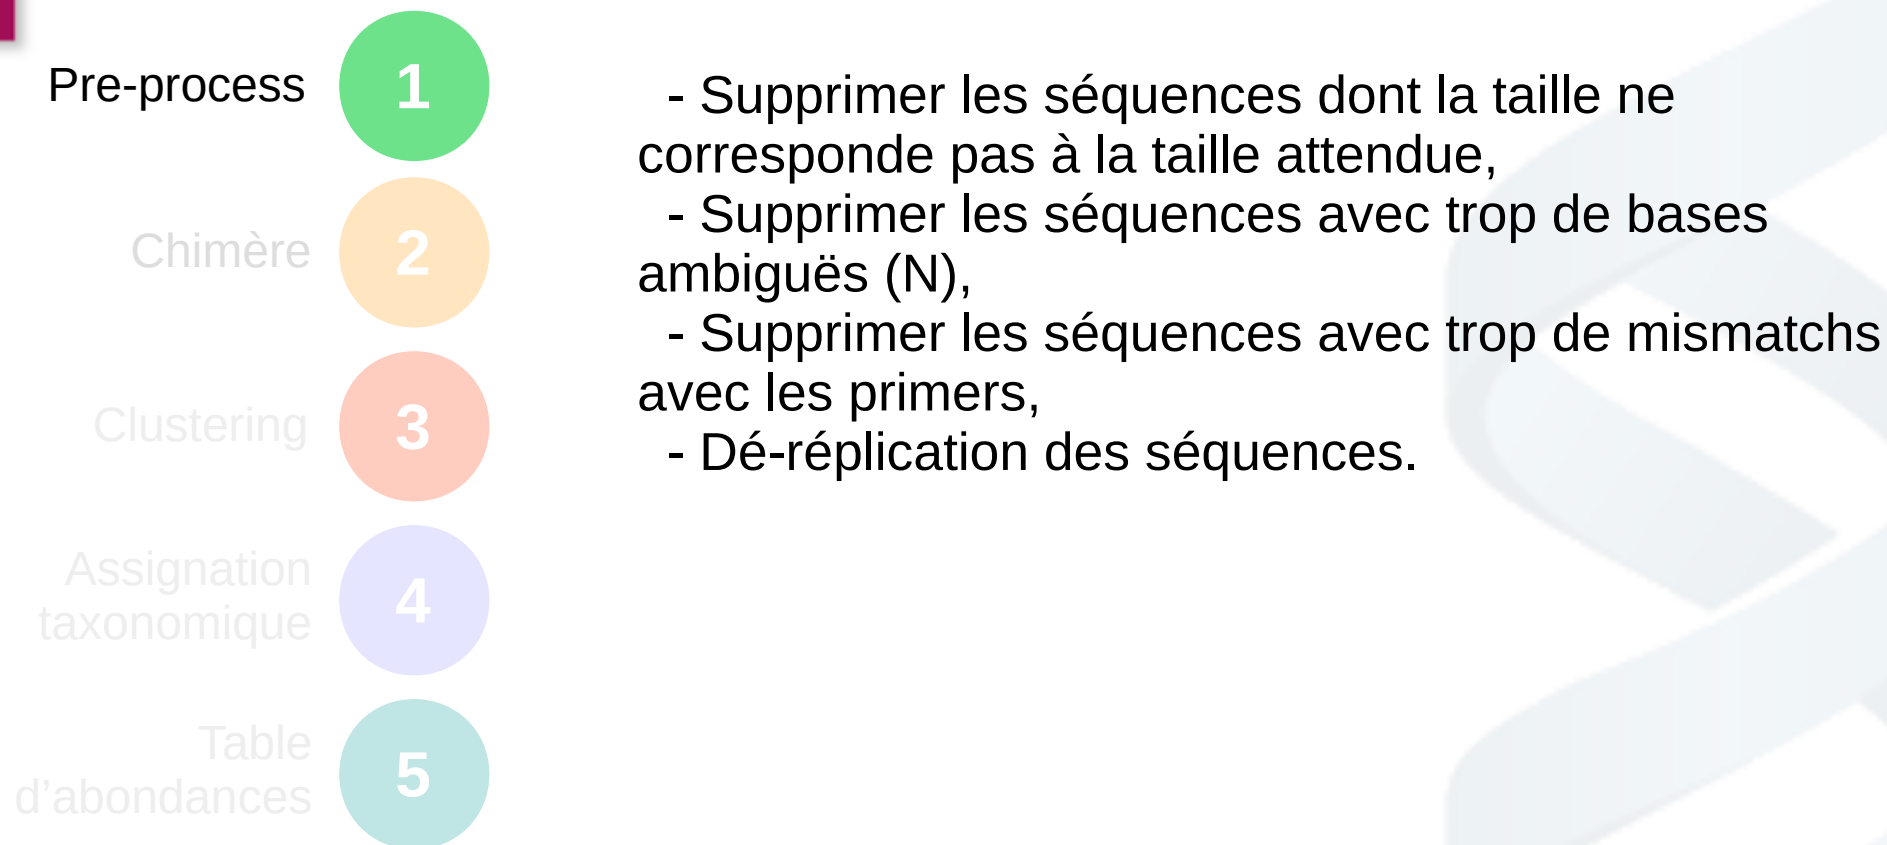 Pre-process
1
- Supprimer les séquences dont la taille ne
corresponde pas à la taille attendue,
- Supprimer les séquences avec trop de bases
ambiguës (N),
- Supprimer les séquences avec trop de mismatchs
avec les primers,
- Dé-réplication des séquences.
Chimère
2
Clustering
3
Assignation
taxonomique
4
Table
d’abondances
5